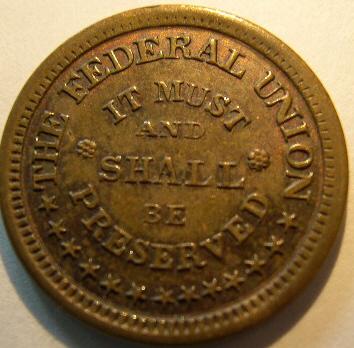 THE FEDERAL UNION
IT MUST
AND
SHALL
BE
PRESERVED